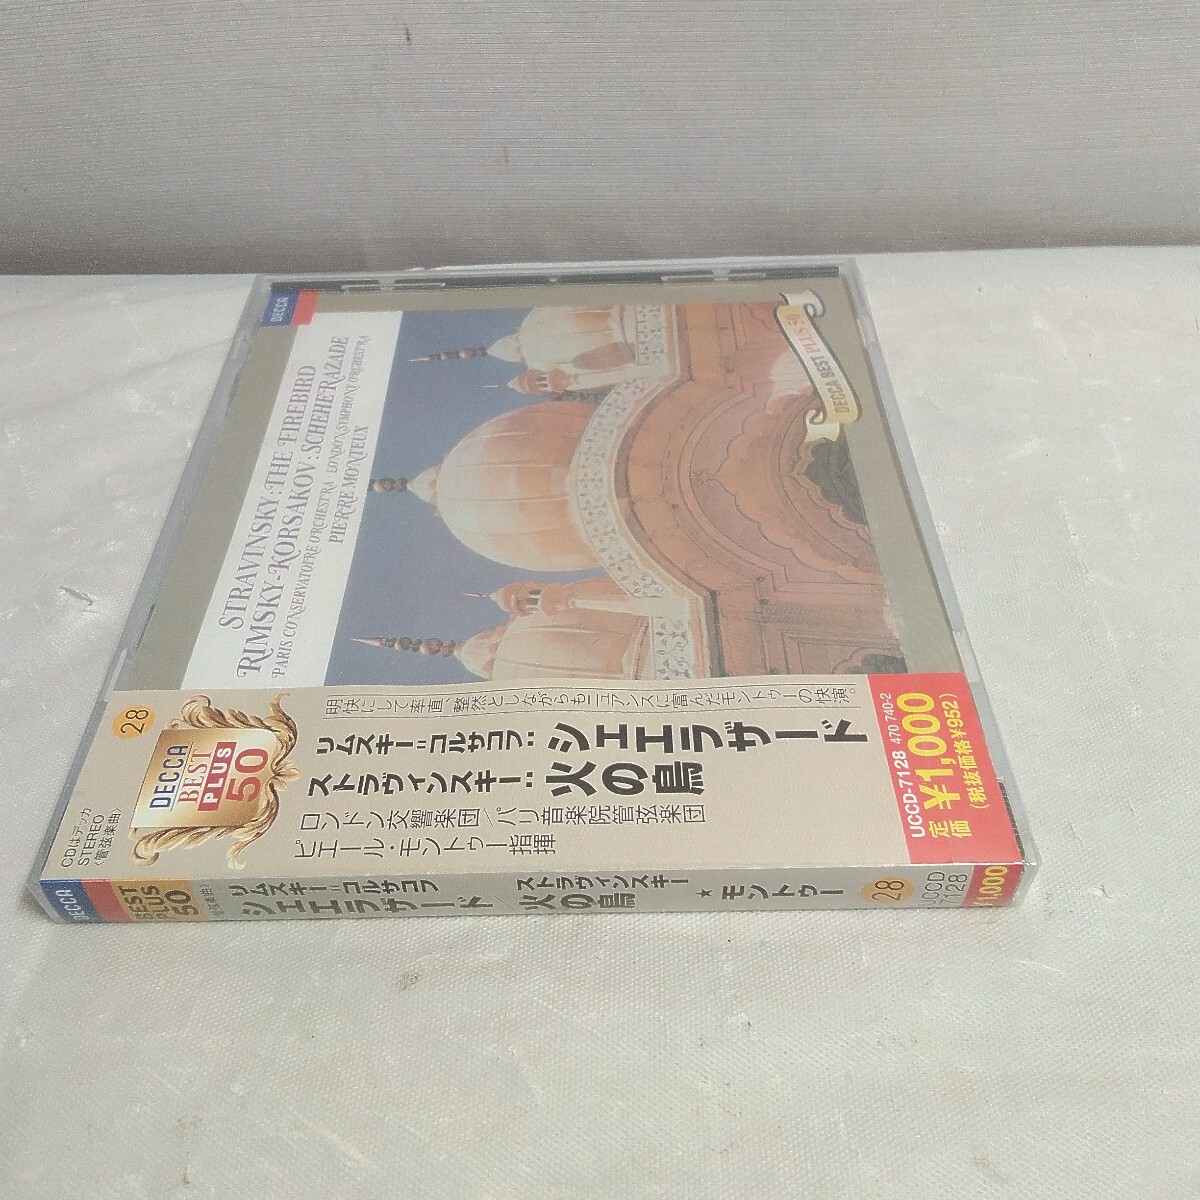 DECCA
STRAVINSKY:THE FIREBIRD
RIMSKY-KORSAKOV:SCHEHERAZADE
PARIS CONSERVATOIRE ORCHESTRA · LONDON SYMPHONY ORCHESTRA
PIERRE MONTEUX
DECCA BEST PLUS 50
28
DECCA
BEST
PLUS
50
CDはデッカ
STEREO
〈管弦楽曲〉
明快にして率直、整然としながらもニュアンスに富んだモントゥーの快演。
リムスキー=コルサコフ:シェエラザード
ストラヴィンスキー:火の鳥
ロンドン交響楽団/パリ音楽院管弦楽団
ピエール・モントゥー指揮
UCCD-7128 470 740-2
定価 ¥1,000
(税抜価格¥952)
DECCA
BEST
PLUS
50
リムスキー=コルサコフ
シェエラザード/
ストラヴィンスキー
火の鳥
★モントゥー
28
UCCD
-7128
¥1,000